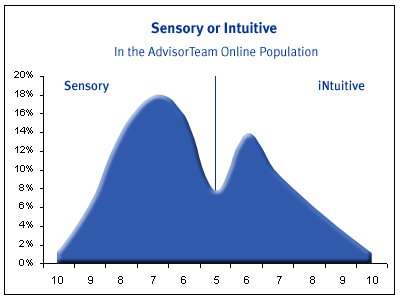 Sensory or Intuitive
In the AdvisorTeam Online Population
20%
Sensory iNtuitive
18%
16%
14%
12%
10%
8%
6%
4%
2%
0%
10 9 8 7 6 5 6 7 8 9 10